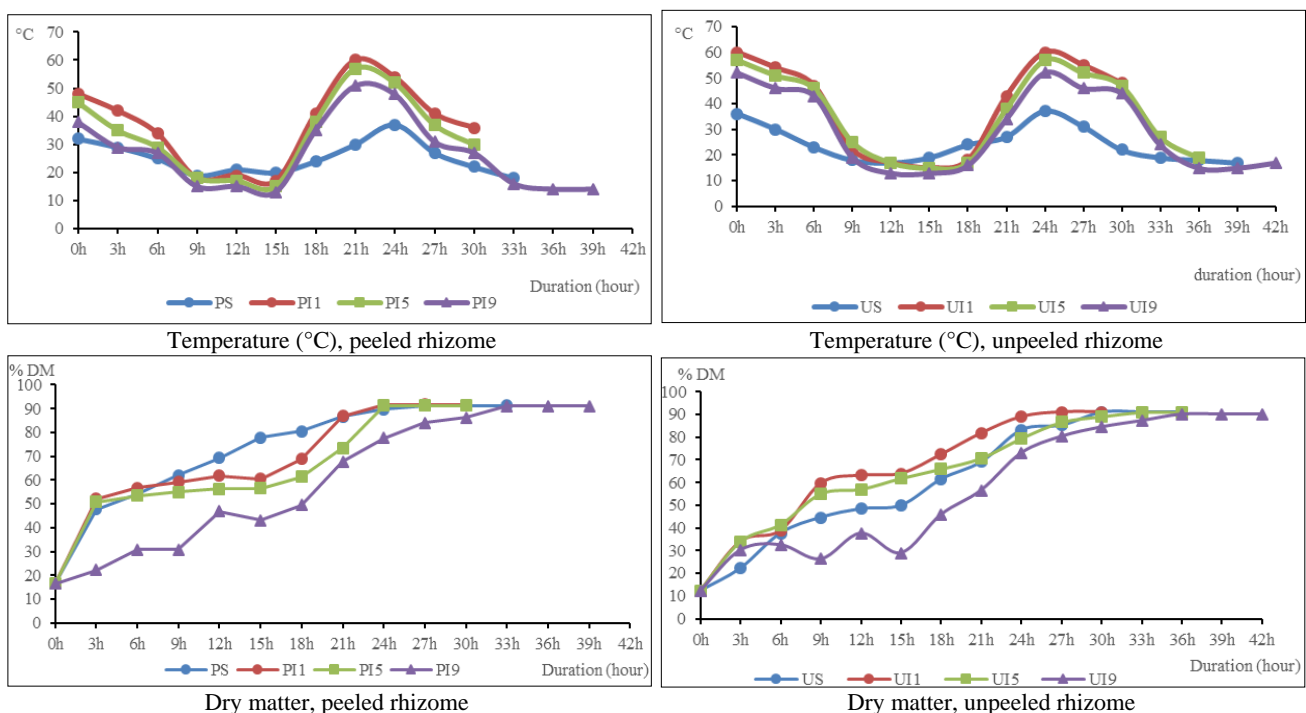 °C
70
60
50
40
30
20
10
0
0h 3h 6h 9h 12h 15h 18h 21h 24h 27h 30h 33h 36h 39h 42h
Duration (hour)
PS PI1 PI5 PI9
Temperature (°C), peeled rhizome
°C
70
60
50
40
30
20
10
0
0h 3h 6h 9h 12h 15h 18h 21h 24h 27h 30h 33h 36h 39h 42h
duration (hour)
US UI1 UI5 UI9
Temperature (°C), unpeeled rhizome
% DM
100
90
80
70
60
50
40
30
20
10
0
0h 3h 6h 9h 12h 15h 18h 21h 24h 27h 30h 33h 36h 39h 42h
PS PI1 PI5 PI9 Duration (hour)
Dry matter, peeled rhizome
% DM
100
90
80
70
60
50
40
30
20
10
0
0h 3h 6h 9h 12h 15h 18h 21h 24h 27h 30h 33h 36h 39h 42h
Duration (hour)
US UI1 UI5 UI9
Dry matter, unpeeled rhizome